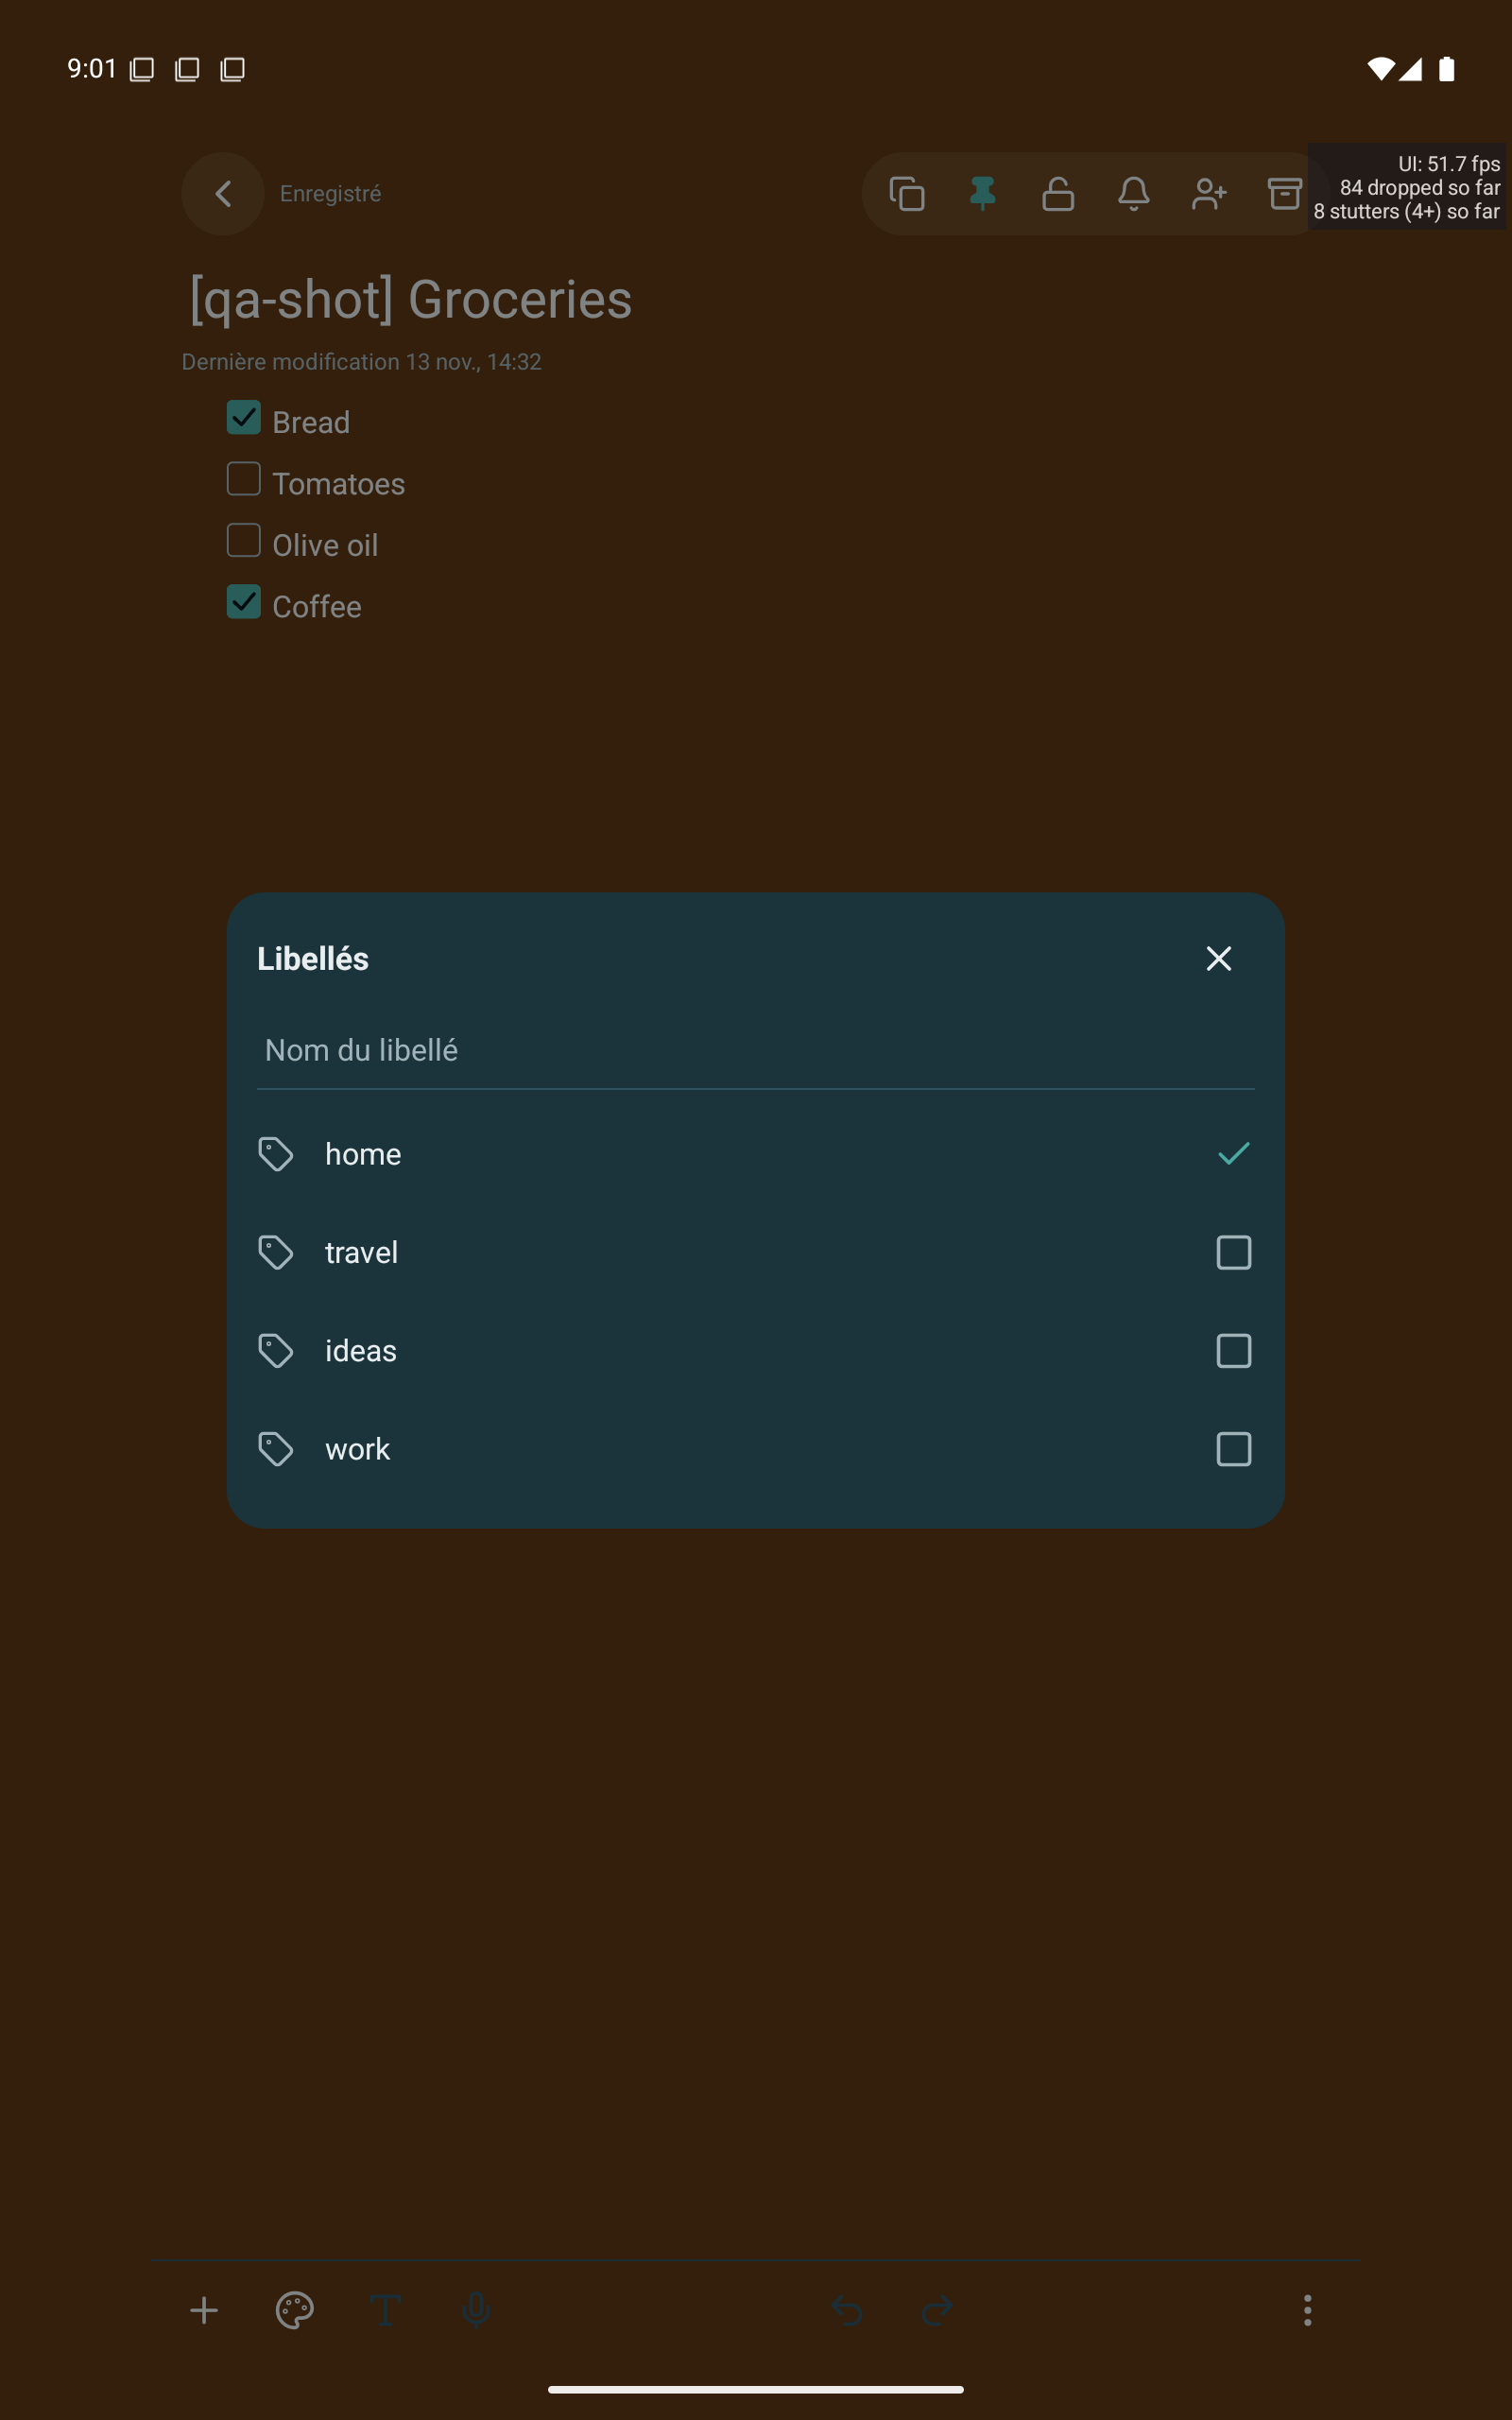 9:01
UI: 51.7 fps
84 dropped so far
8 stutters (4+) so far
Enregistré
[qa-shot] Groceries
Dernière modification 13 nov., 14:32
Bread
Tomatoes
Olive oil
Coffee
Libellés
Nom du libellé
home
travel
ideas
work